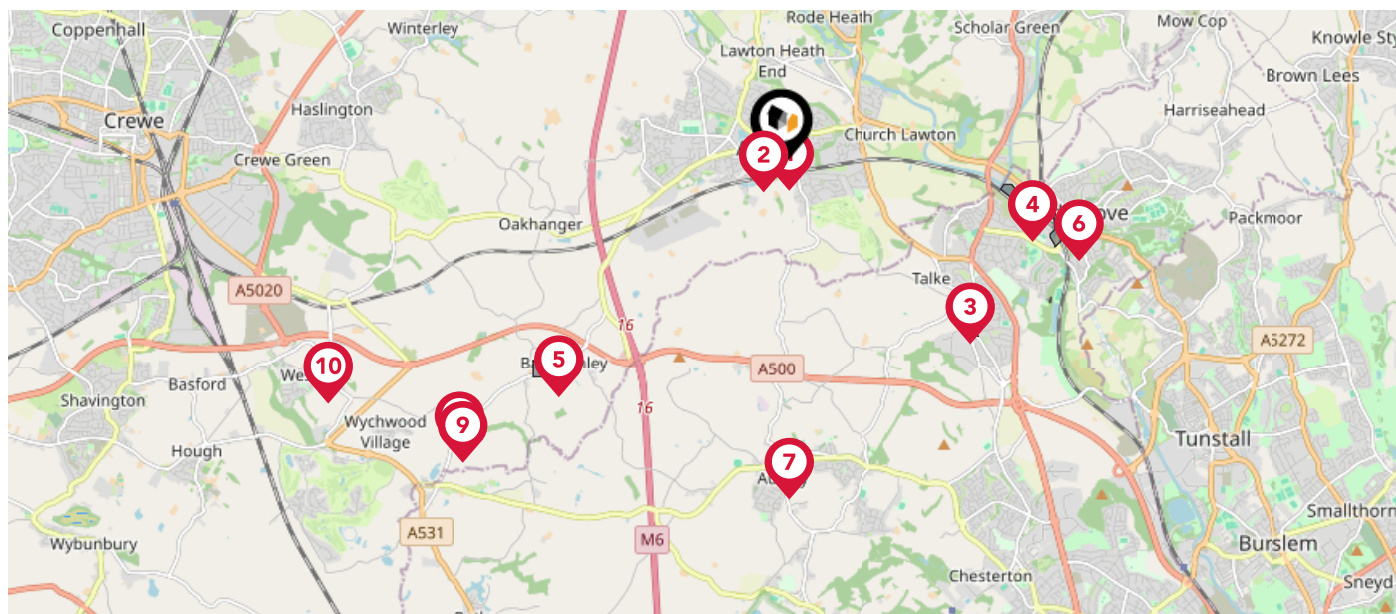 Coppenhall
Winterley
Rode Heath
Scholar Green
Mow Cop
Knowle Sty
Lawton Heath
End
Brown Lees
Haslington
Harriseahead
Crewe
Church Lawton
Crewe Green
2
4
6
Packmoor
Oakhanger
Talke
A5020
3
16
A5272
5
A500
10
Basford
Shavington
16
Wychwood
Village
9
Tunstall
Hough
7
A531
M6
Smallthorn
Wybunbury
Burslem
Chesterton
Sneyd